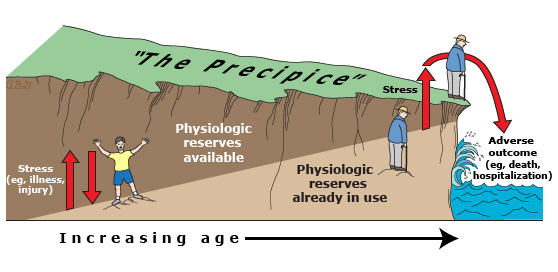 "The Precipice"
Stress
Physiologic
reserves
available
Stress
(eg, illness,
injury)
Physiologic
reserves
already in use
Adverse
outcome
(eg, death,
hospitalization)
Increasing age